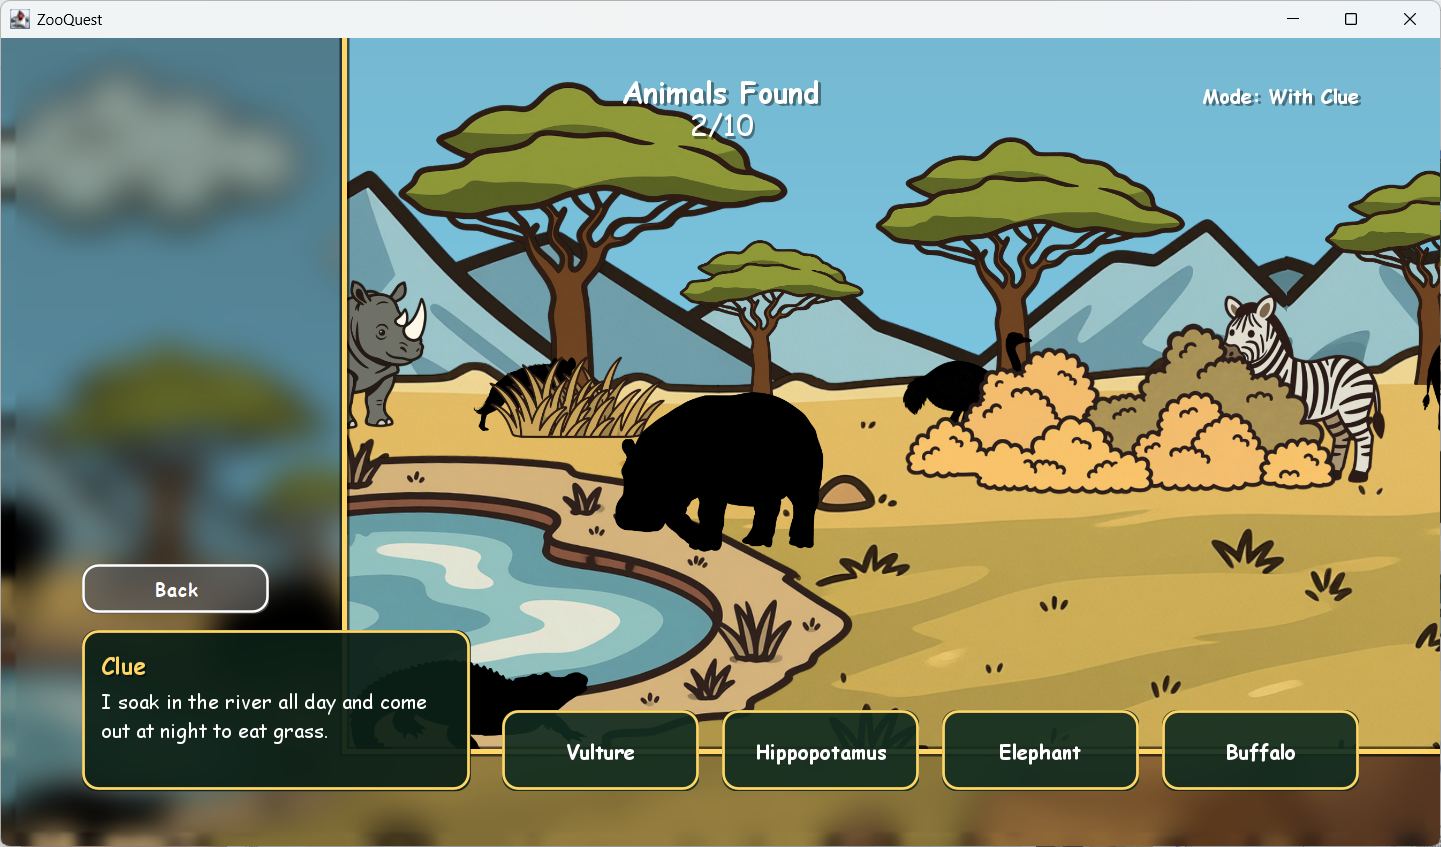 ZooQuest
Animals Found
2/10
Mode: With Clue
Back
Clue
I soak in the river all day and come
out at night to eat grass.
Vulture
Hippopotamus
Elephant
Buffalo